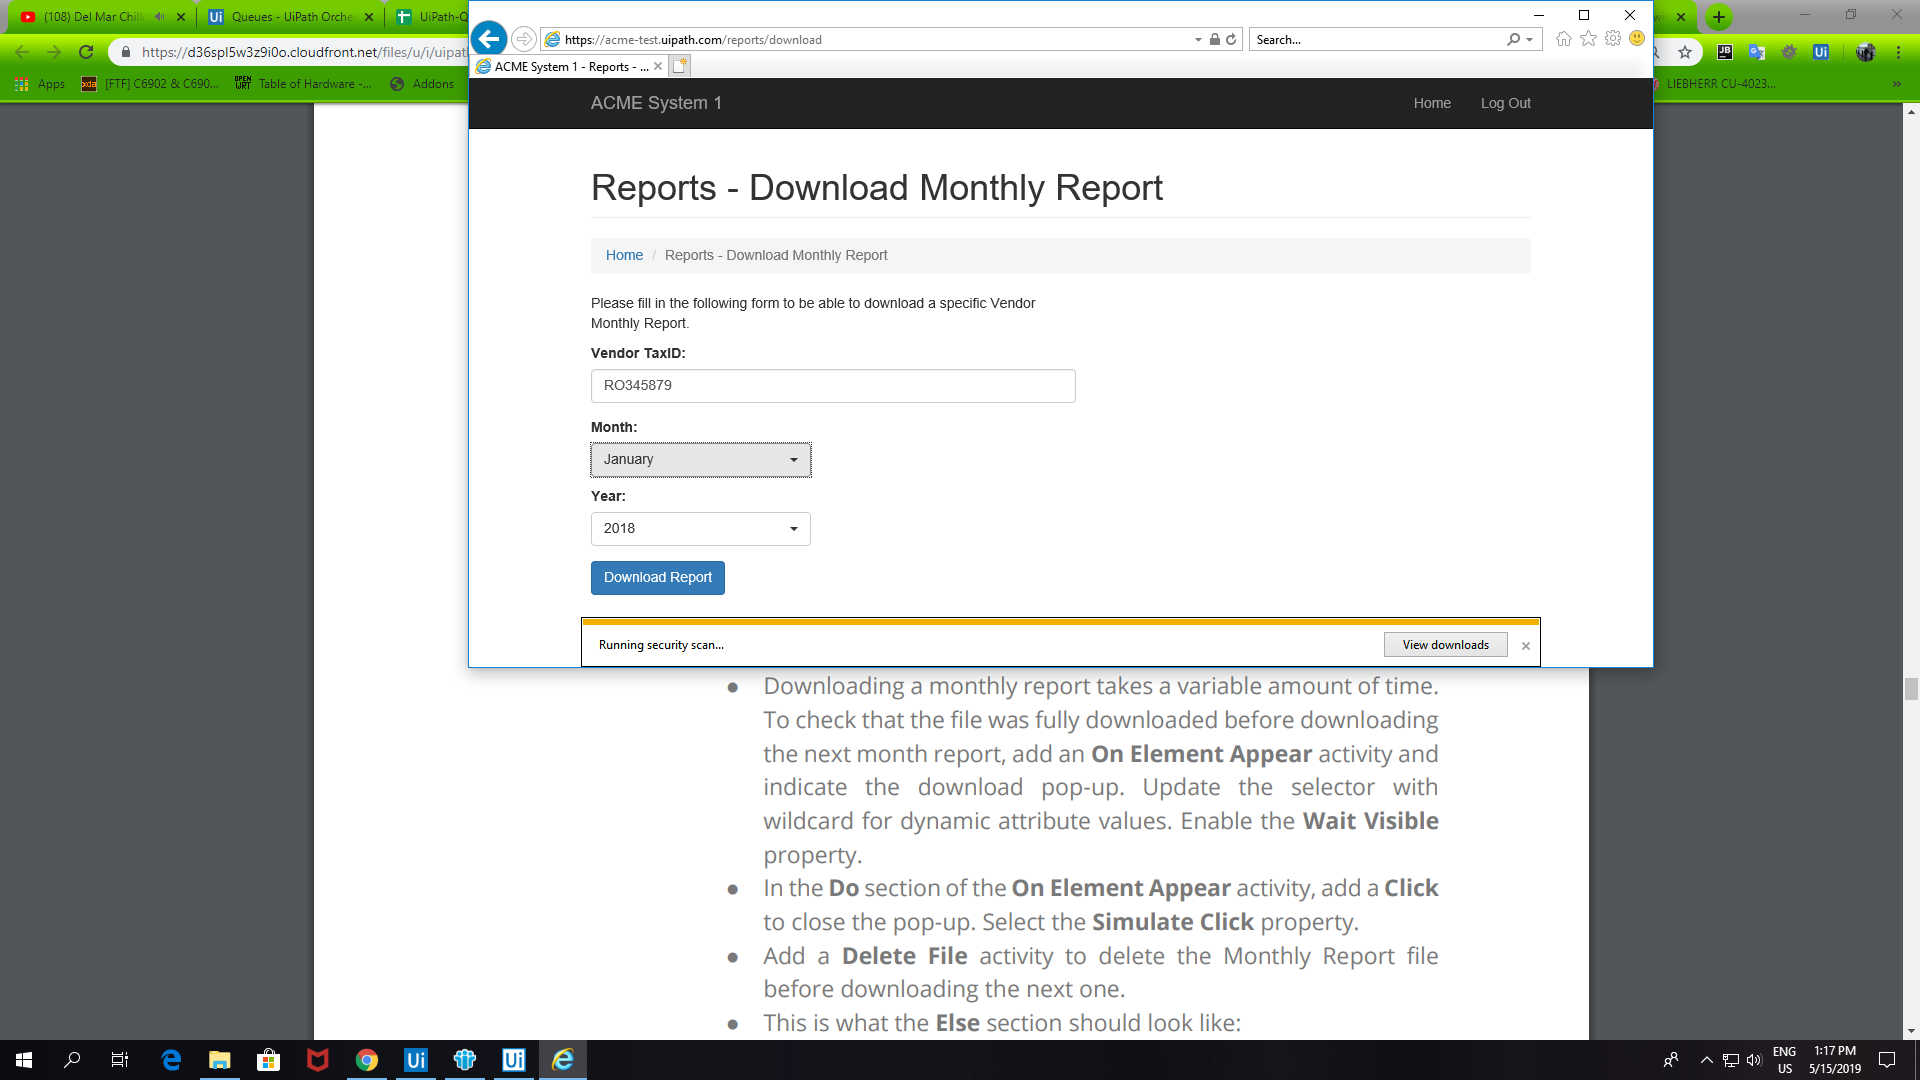 (108) Del Mar Chill
Queues - UiPath Orche
UiPath-Q
https://d36spl5w3z9i0o.cloudfront.net/files/u/i/uipat
https://acme-test.uipath.com/reports/download
Search...
ACME System 1 - Reports - ...
Apps
[FTF] C6902 & C690...
Table of Hardware -...
Addons
LIEBHERR CU-4023...
ACME System 1
Home
Log Out
Reports - Download Monthly Report
Home / Reports - Download Monthly Report
Please fill in the following form to be able to download a specific Vendor
Monthly Report.
Vendor TaxID:
RO345879
Month:
January
Year:
2018
Download Report
Running security scan...
View downloads
● Downloading a monthly report takes a variable amount of time.
To check that the file was fully downloaded before downloading
the next month report, add an On Element Appear activity and
indicate the download pop-up. Update the selector with
wildcard for dynamic attribute values. Enable the Wait Visible
property.
● In the Do section of the On Element Appear activity, add a Click
to close the pop-up. Select the Simulate Click property.
● Add a Delete File activity to delete the Monthly Report file
before downloading the next one.
● This is what the Else section should look like:
ENG
US
1:17 PM
5/15/2019